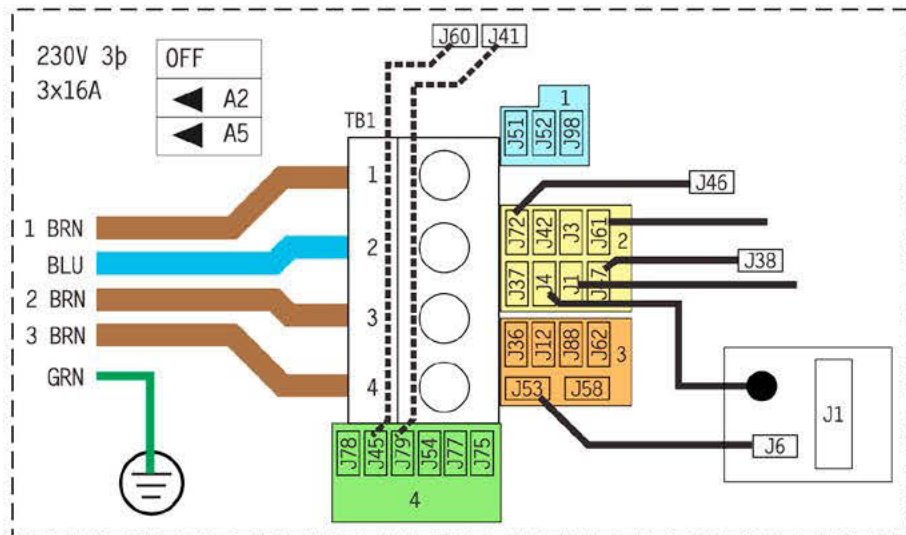 230V 3þ
3x16A
OFF
◀ A2
◀ A5
J60 J41
TB1
1
2
3
4
1 BRN
BLU
2 BRN
3 BRN
GRN
1
J51 J52 J98
J46
J72 J42 J3 J61
2
J37 J4 J1 J47
J38
J36 J12 J88 J62
3
J53 J58
J1
J6
J78 J45 J79 J54 J77 J75
4